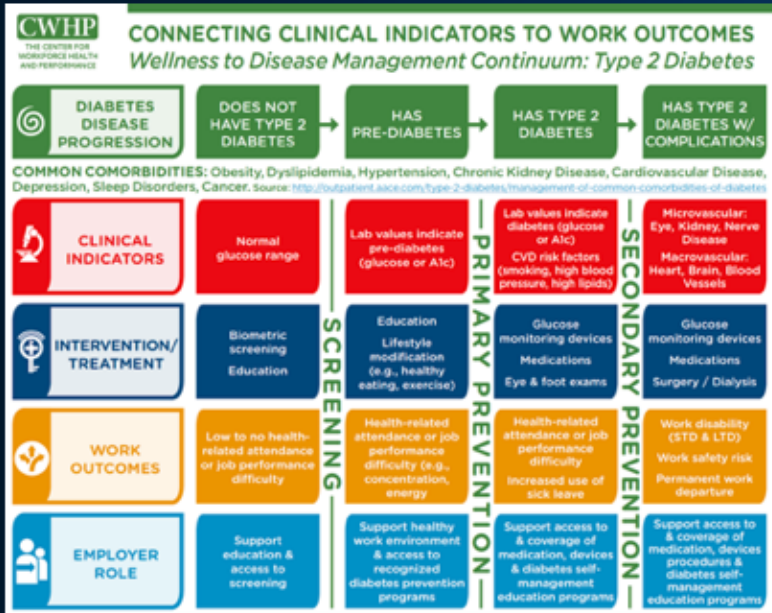 CWHP
THE CENTER FOR
WORKFORCE HEALTH
AND PERFORMANCE
CONNECTING CLINICAL INDICATORS TO WORK OUTCOMES
Wellness to Disease Management Continuum: Type 2 Diabetes
DIABETES
DISEASE
PROGRESSION
DOES NOT
HAVE TYPE 2
DIABETES
HAS
PRE-DIABETES
HAS TYPE 2
DIABETES
HAS TYPE 2
DIABETES W/
COMPLICATIONS
COMMON COMORBIDITIES: Obesity, Dyslipidemia, Hypertension, Chronic Kidney Disease, Cardiovascular Disease,
Depression, Sleep Disorders, Cancer. Source: http://outpatient.aace.com/type-2-diabetes/management-of-common-comorbidities-of-diabetes
CLINICAL
INDICATORS
Normal
glucose range
Lab values indicate
pre-diabetes
(glucose or A1c)
Lab values indicate
diabetes (glucose
or A1c)
CVD risk factors
(smoking, high blood
pressure, high lipids)
Microvascular:
Eye, Kidney, Nerve
Disease
Macrovascular:
Heart, Brain, Blood
Vessels
INTERVENTION/
TREATMENT
Biometric
screening
Education
Education
Lifestyle
modification
(e.g., healthy
eating, exercise)
Glucose
monitoring devices
Medications
Eye & foot exams
Glucose
monitoring devices
Medications
Surgery / Dialysis
WORK
OUTCOMES
Low to no health-
related attendance
or job performance
difficulty
Health-related
attendance or job
performance
difficulty (e.g.,
concentration,
energy
Health-related
attendance or job
performance
difficulty
Increased use of
sick leave
Work disability
(STD & LTD)
Work safety risk
Permanent work
departure
EMPLOYER
ROLE
Support
education &
access to
screening
Support healthy
work environment
& access to
recognized
diabetes prevention
programs
Support access to
& coverage of
medication, devices
& diabetes self-
management
education programs
Support access to
& coverage of
medication, devices
procedures &
diabetes self-
management
education programs
SCREENING
PRIMARY PREVENTION
SECONDARY PREVENTION